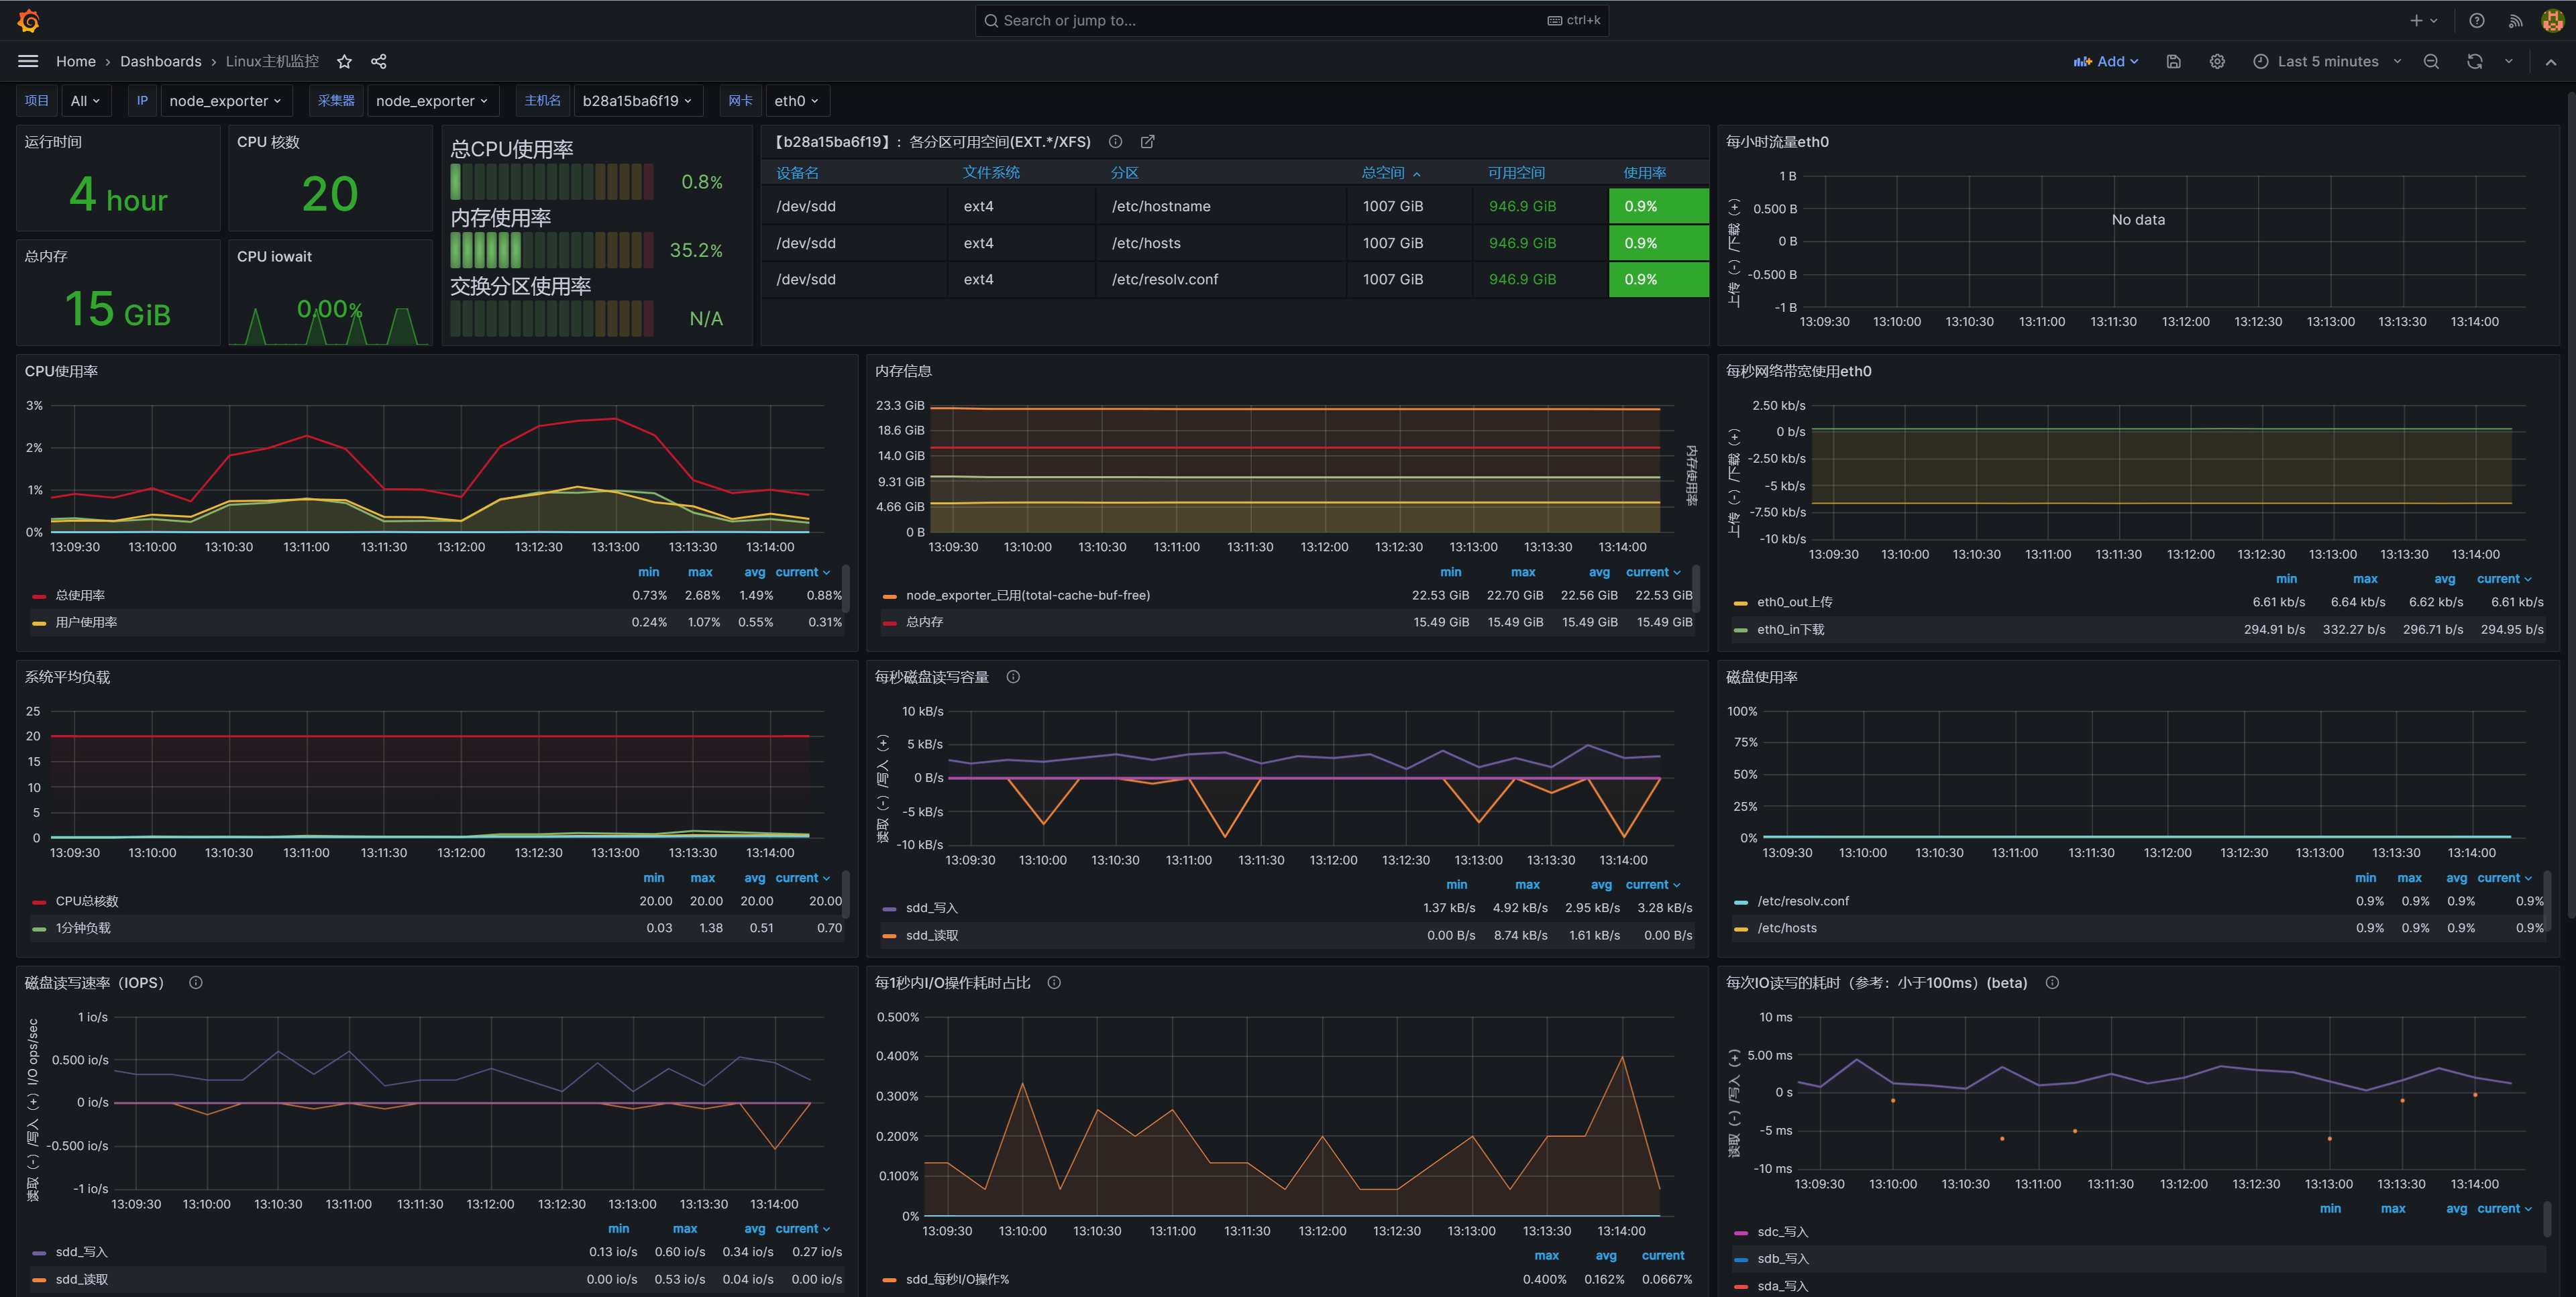 Search or jump to...
ctrl+k
Home › Dashboards › Linux主机监控
Add
Last 5 minutes
项目 All IP node_exporter 采集器 node_exporter 主机名 b28a15ba6f19 网卡 eth0
运行时间
4 hour
CPU 核数
20
总内存
15 GiB
CPU iowait
0.00%
总CPU使用率
0.8%
内存使用率
35.2%
交换分区使用率
N/A
【b28a15ba6f19】：各分区可用空间(EXT.*/XFS)
设备名 文件系统 分区 总空间 可用空间 使用率
/dev/sdd ext4 /etc/hostname 1007 GiB 946.9 GiB 0.9%
/dev/sdd ext4 /etc/hosts 1007 GiB 946.9 GiB 0.9%
/dev/sdd ext4 /etc/resolv.conf 1007 GiB 946.9 GiB 0.9%
每小时流量eth0
上传（-）/下载（+）
1 B
0.500 B
0 B
-0.500 B
-1 B
No data
13:09:30 13:10:00 13:10:30 13:11:00 13:11:30 13:12:00 13:12:30 13:13:00 13:13:30 13:14:00
CPU使用率
3%
2%
1%
0%
13:09:30 13:10:00 13:10:30 13:11:00 13:11:30 13:12:00 13:12:30 13:13:00 13:13:30 13:14:00
min max avg current
总使用率 0.73% 2.68% 1.49% 0.88%
用户使用率 0.24% 1.07% 0.55% 0.31%
内存信息
23.3 GiB
18.6 GiB
14.0 GiB
9.31 GiB
4.66 GiB
0 B
内存使用率
13:09:30 13:10:00 13:10:30 13:11:00 13:11:30 13:12:00 13:12:30 13:13:00 13:13:30 13:14:00
min max avg current
node_exporter_已用(total-cache-buf-free) 22.53 GiB 22.70 GiB 22.56 GiB 22.53 GiB
总内存 15.49 GiB 15.49 GiB 15.49 GiB 15.49 GiB
每秒网络带宽使用eth0
上传（-）/下载（+）
2.50 kb/s
0 b/s
-2.50 kb/s
-5 kb/s
-7.50 kb/s
-10 kb/s
13:09:30 13:10:00 13:10:30 13:11:00 13:11:30 13:12:00 13:12:30 13:13:00 13:13:30 13:14:00
min max avg current
eth0_out上传 6.61 kb/s 6.64 kb/s 6.62 kb/s 6.61 kb/s
eth0_in下载 294.91 b/s 332.27 b/s 296.71 b/s 294.95 b/s
系统平均负载
25
20
15
10
5
0
13:09:30 13:10:00 13:10:30 13:11:00 13:11:30 13:12:00 13:12:30 13:13:00 13:13:30 13:14:00
min max avg current
CPU总核数 20.00 20.00 20.00 20.00
1分钟负载 0.03 1.38 0.51 0.70
每秒磁盘读写容量
读取（-）/写入（+）
10 kB/s
5 kB/s
0 B/s
-5 kB/s
-10 kB/s
13:09:30 13:10:00 13:10:30 13:11:00 13:11:30 13:12:00 13:12:30 13:13:00 13:13:30 13:14:00
min max avg current
sdd_写入 1.37 kB/s 4.92 kB/s 2.95 kB/s 3.28 kB/s
sdd_读取 0.00 B/s 8.74 kB/s 1.61 kB/s 0.00 B/s
磁盘使用率
100%
75%
50%
25%
0%
13:09:30 13:10:00 13:10:30 13:11:00 13:11:30 13:12:00 13:12:30 13:13:00 13:13:30 13:14:00
min max avg current
/etc/resolv.conf 0.9% 0.9% 0.9% 0.9%
/etc/hosts 0.9% 0.9% 0.9% 0.9%
磁盘读写速率（IOPS）
读取（-）/写入（+）I/O ops/sec
1 io/s
0.500 io/s
0 io/s
-0.500 io/s
-1 io/s
13:09:30 13:10:00 13:10:30 13:11:00 13:11:30 13:12:00 13:12:30 13:13:00 13:13:30 13:14:00
min max avg current
sdd_写入 0.13 io/s 0.60 io/s 0.34 io/s 0.27 io/s
sdd_读取 0.00 io/s 0.53 io/s 0.04 io/s 0.00 io/s
每1秒内I/O操作耗时占比
0.500%
0.400%
0.300%
0.200%
0.100%
0%
13:09:30 13:10:00 13:10:30 13:11:00 13:11:30 13:12:00 13:12:30 13:13:00 13:13:30 13:14:00
max avg current
sdd_每秒I/O操作% 0.400% 0.162% 0.0667%
每次IO读写的耗时（参考：小于100ms）(beta)
读取（-）/写入（+）
10 ms
5.00 ms
0 s
-5 ms
-10 ms
13:09:30 13:10:00 13:10:30 13:11:00 13:11:30 13:12:00 13:12:30 13:13:00 13:13:30 13:14:00
min max avg current
sdc_写入
sdb_写入
sda_写入